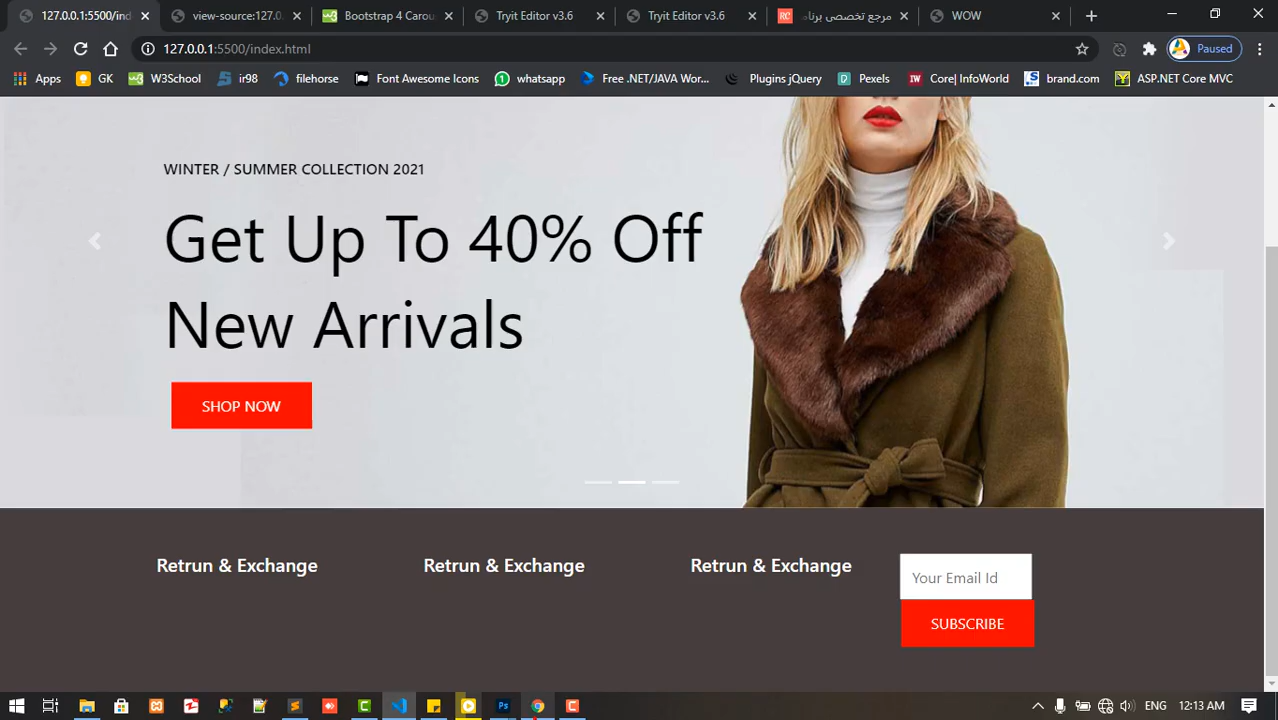 127.0.0.1:5500/ind
view-source:127.0.
Bootstrap 4 Carou
Tryit Editor v3.6
Tryit Editor v3.6
RC
مرجع تخصصی برنامه
WOW
127.0.0.1:5500/index.html
Paused
Apps
GK
W3School
ir98
filehorse
Font Awesome Icons
whatsapp
Free .NET/JAVA Wor...
Plugins jQuery
Pexels
Core| InfoWorld
brand.com
ASP.NET Core MVC
WINTER / SUMMER COLLECTION 2021
Get Up To 40% Off
New Arrivals
SHOP NOW
Retrun & Exchange
Retrun & Exchange
Retrun & Exchange
Your Email Id
SUBSCRIBE
Ps
ENG
12:13 AM